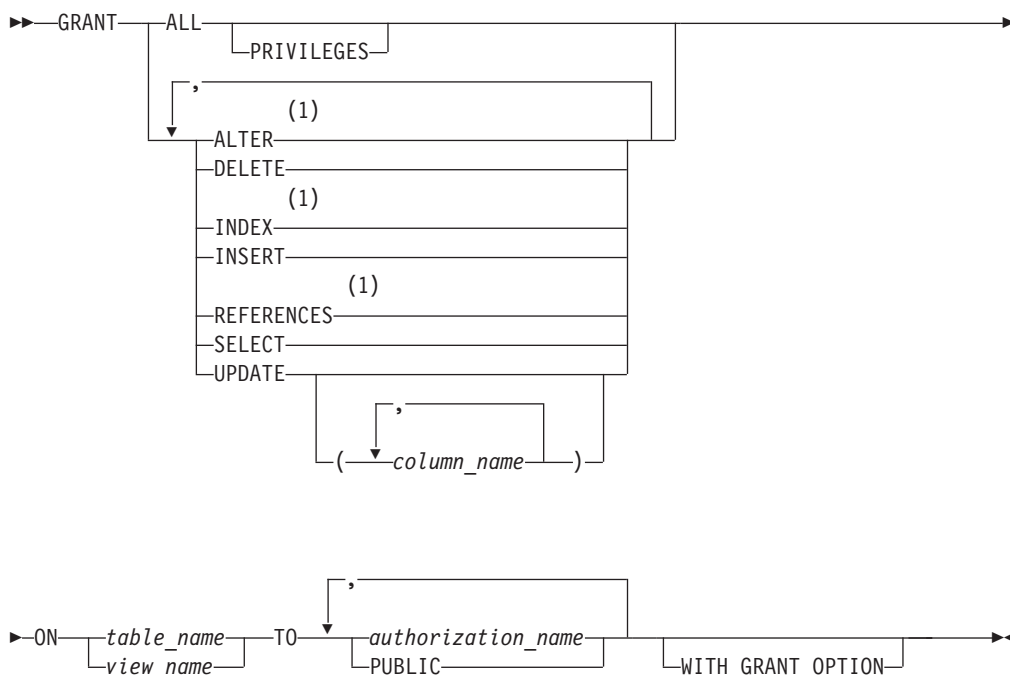 GRANT ALL
PRIVILEGES
,
(1)
ALTER
DELETE
(1)
INDEX
INSERT
(1)
REFERENCES
SELECT
UPDATE
,
( column_name )
,
ON table_name TO authorization_name
view name PUBLIC WITH GRANT OPTION